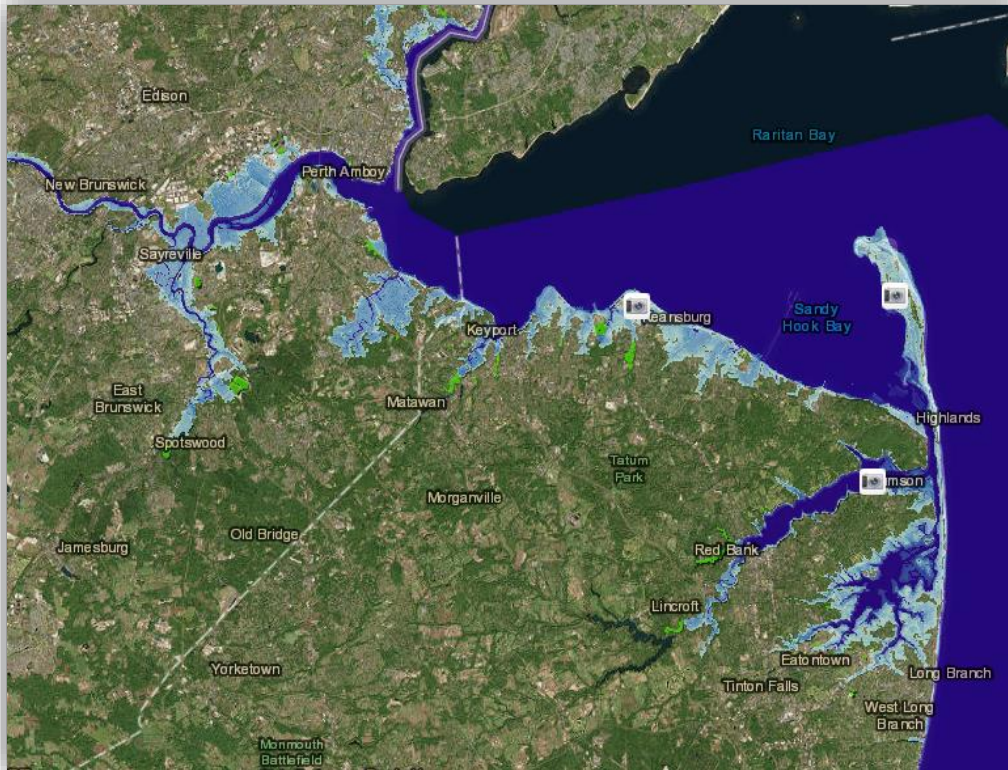 Edison
Raritan Bay
Perth Amboy
New Brunswick
Sayreville
Sandy
Hook Bay
Keyport
East
Brunswick
Matawan
Highlands
Spotswood
Tatum
Park
Morganville
Old Bridge
Jamesburg
Red Bank
Lincroft
Eatontown
Yorketown
Tinton Falls
Long Branch
West Long
Branch
Monmouth
Battlefield